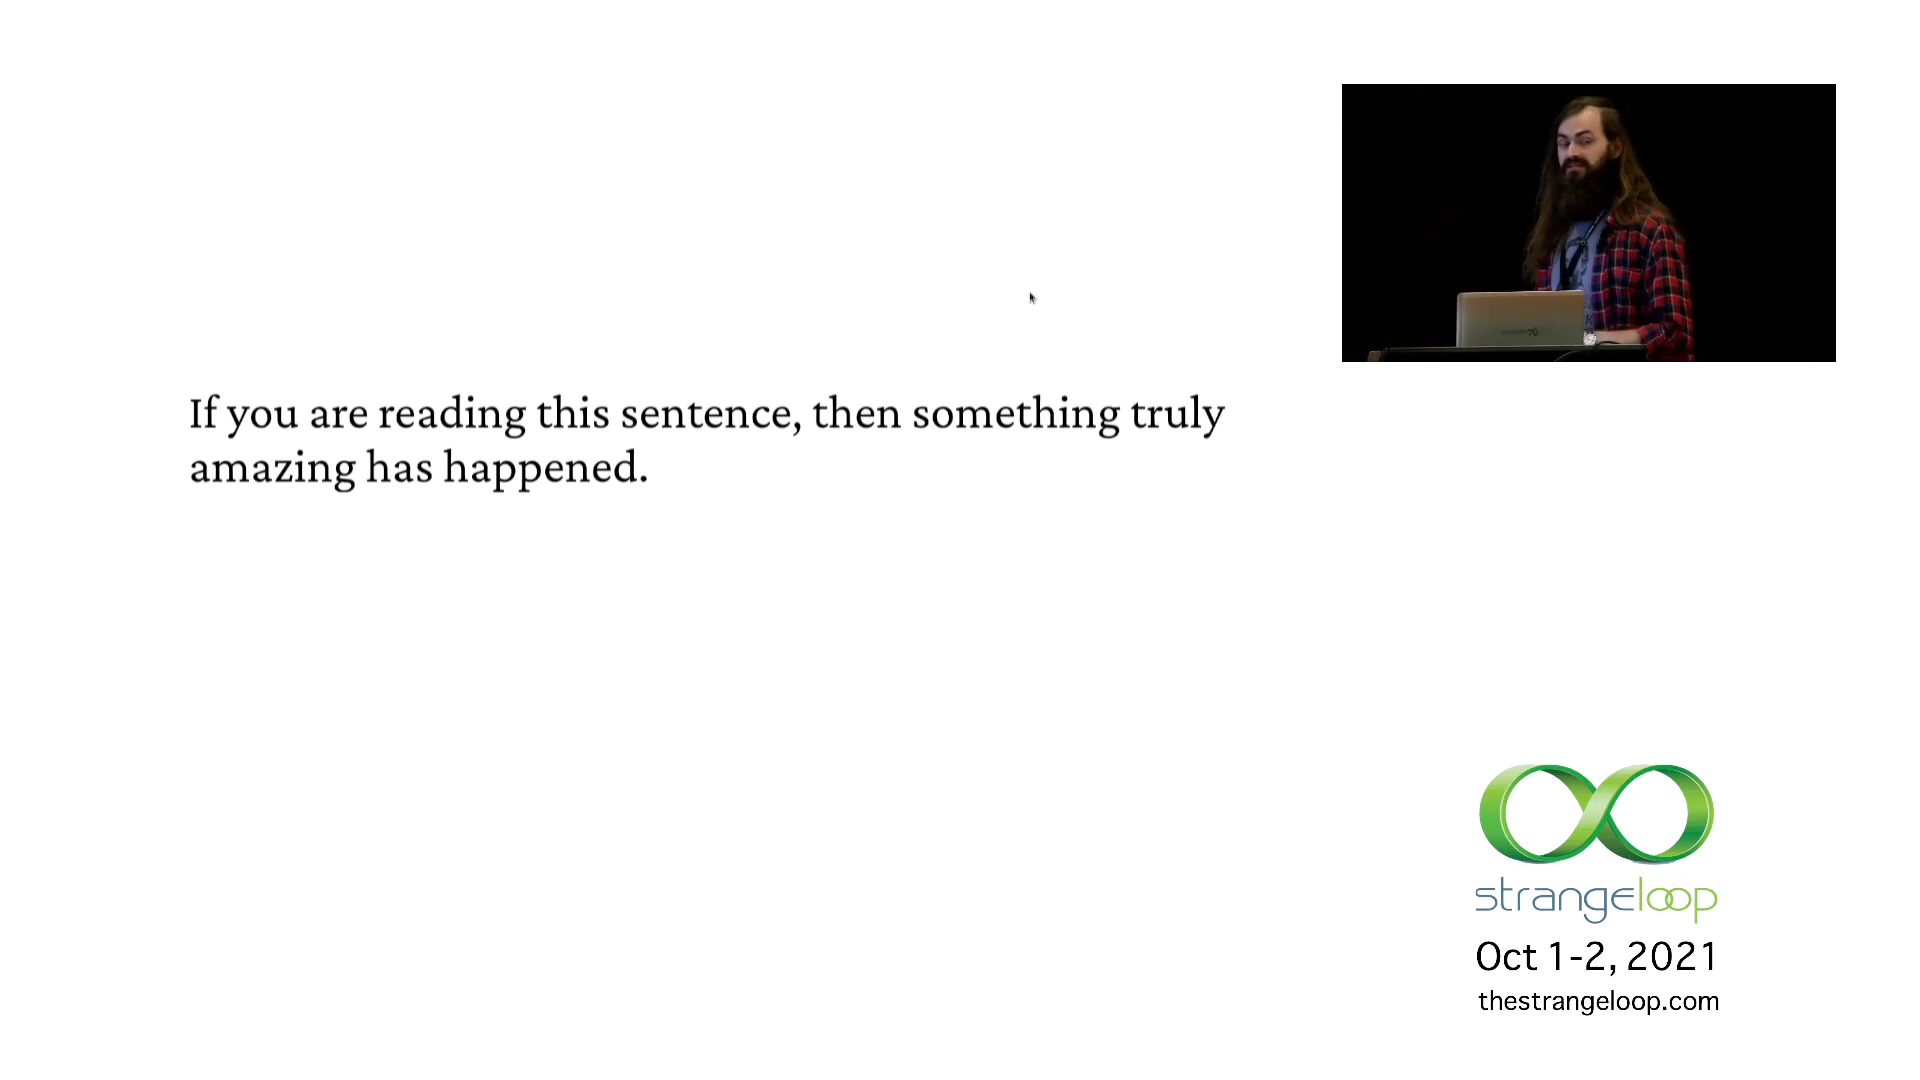 If you are reading this sentence, then something truly
amazing has happened.
strangeloop
Oct 1-2, 2021
thestrangeloop.com